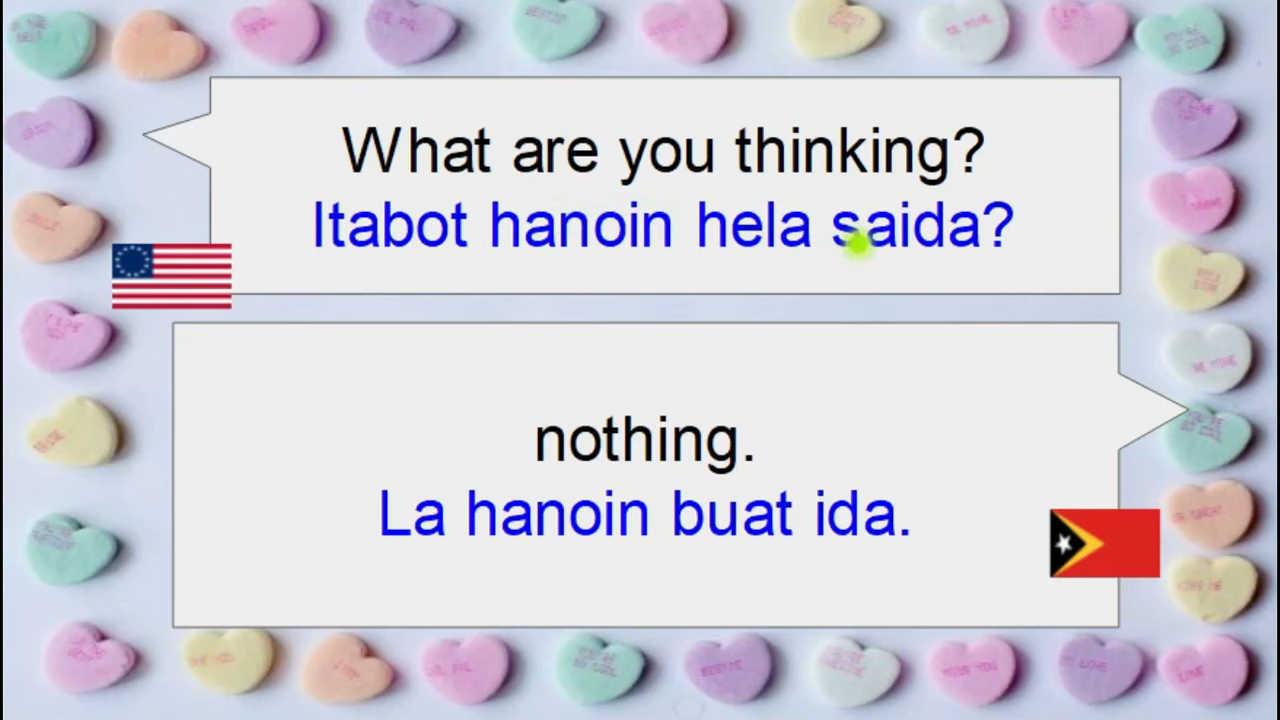 What are you thinking?
Itabot hanoin hela saida?
nothing.
La hanoin buat ida.